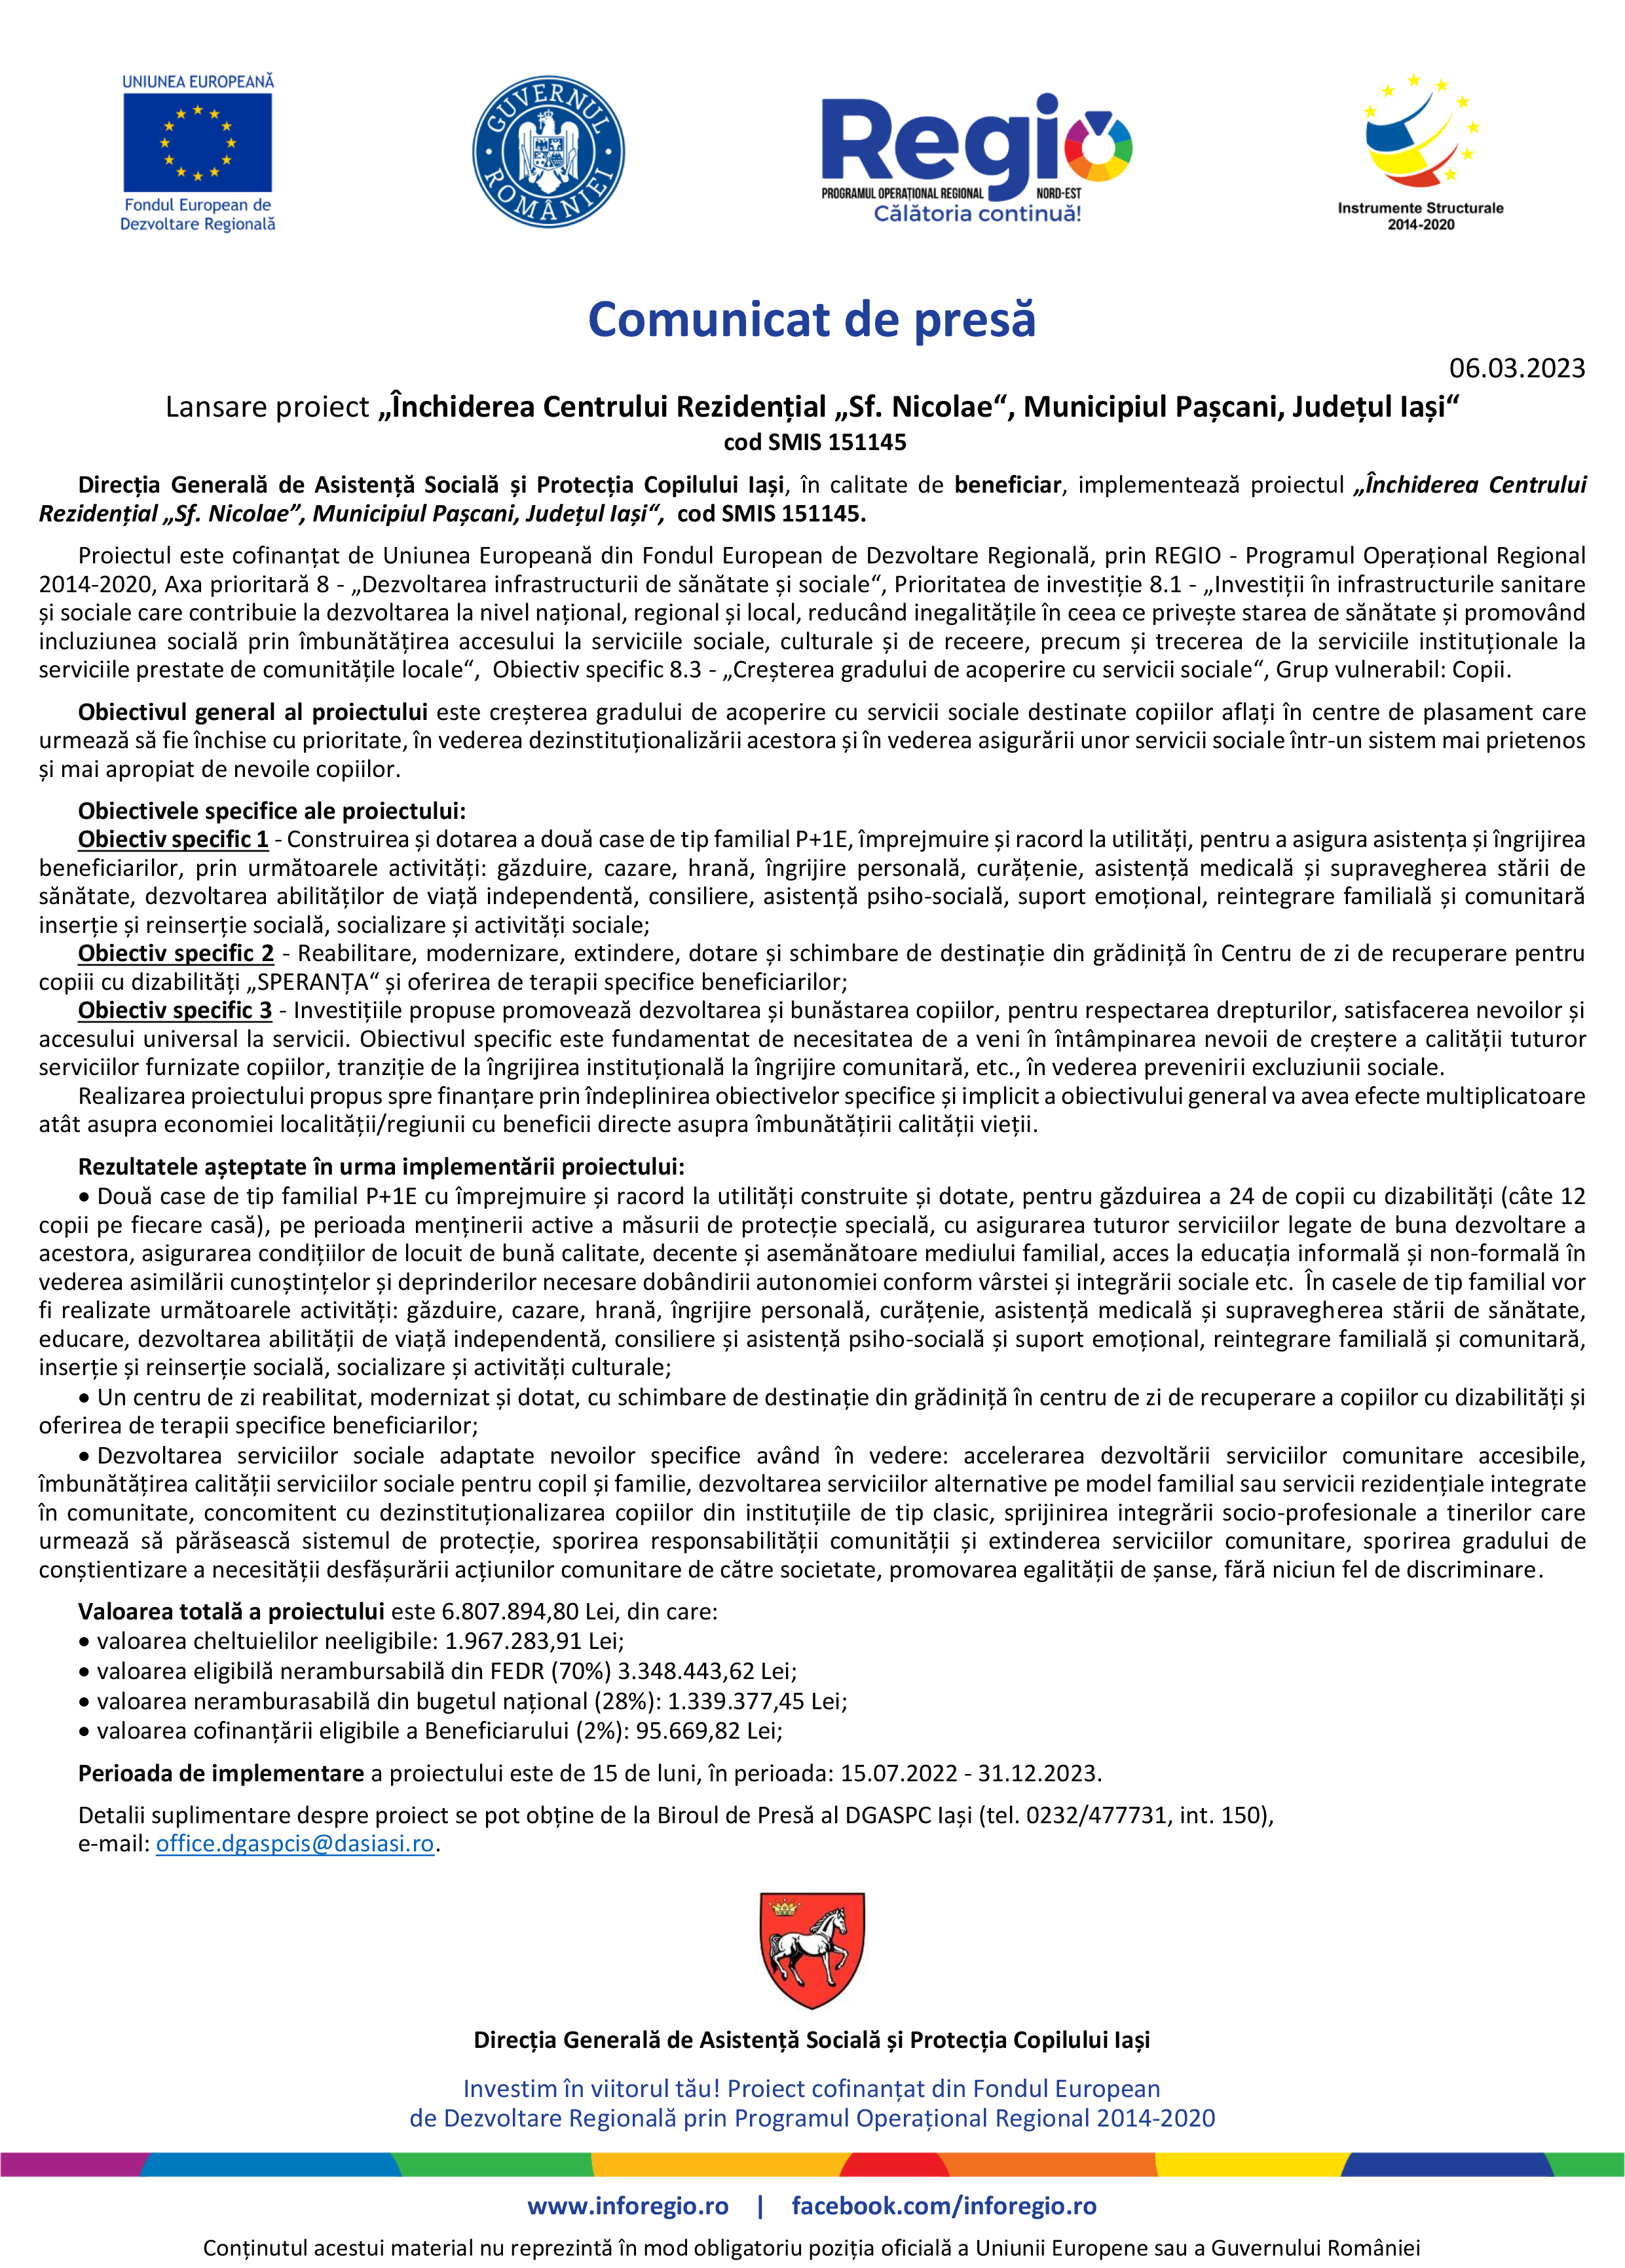 UNIUNEA EUROPEANĂ
Fondul European de
Dezvoltare Regională
GUVERNUL ROMÂNIEI
Regio
PROGRAMUL OPERAȚIONAL REGIONAL NORD-EST
Călătoria continuă!
Instrumente Structurale
2014-2020
Comunicat de presă
06.03.2023
Lansare proiect „Închiderea Centrului Rezidențial „Sf. Nicolae“, Municipiul Pașcani, Județul Iași“
cod SMIS 151145
Direcția Generală de Asistență Socială și Protecția Copilului Iași, în calitate de beneficiar, implementează proiectul „Închiderea Centrului
Rezidențial „Sf. Nicolae”, Municipiul Pașcani, Județul Iași“, cod SMIS 151145.
Proiectul este cofinanțat de Uniunea Europeană din Fondul European de Dezvoltare Regională, prin REGIO - Programul Operațional Regional
2014-2020, Axa prioritară 8 - „Dezvoltarea infrastructurii de sănătate și sociale“, Prioritatea de investiție 8.1 - „Investiții în infrastructurile sanitare
și sociale care contribuie la dezvoltarea la nivel național, regional și local, reducând inegalitățile în ceea ce privește starea de sănătate și promovând
incluziunea socială prin îmbunătățirea accesului la serviciile sociale, culturale și de receere, precum și trecerea de la serviciile instituționale la
serviciile prestate de comunitățile locale“, Obiectiv specific 8.3 - „Creșterea gradului de acoperire cu servicii sociale“, Grup vulnerabil: Copii.
Obiectivul general al proiectului este creșterea gradului de acoperire cu servicii sociale destinate copiilor aflați în centre de plasament care
urmează să fie închise cu prioritate, în vederea dezinstituționalizării acestora și în vederea asigurării unor servicii sociale într-un sistem mai prietenos
și mai apropiat de nevoile copiilor.
Obiectivele specifice ale proiectului:
Obiectiv specific 1 - Construirea și dotarea a două case de tip familial P+1E, împrejmuire și racord la utilități, pentru a asigura asistența și îngrijirea
beneficiarilor, prin următoarele activități: găzduire, cazare, hrană, îngrijire personală, curățenie, asistență medicală și supravegherea stării de
sănătate, dezvoltarea abilităților de viață independentă, consiliere, asistență psiho-socială, suport emoțional, reintegrare familială și comunitară
inserție și reinserție socială, socializare și activități sociale;
Obiectiv specific 2 - Reabilitare, modernizare, extindere, dotare și schimbare de destinație din grădiniță în Centru de zi de recuperare pentru
copiii cu dizabilități „SPERANȚA“ și oferirea de terapii specifice beneficiarilor;
Obiectiv specific 3 - Investițiile propuse promovează dezvoltarea și bunăstarea copiilor, pentru respectarea drepturilor, satisfacerea nevoilor și
accesului universal la servicii. Obiectivul specific este fundamentat de necesitatea de a veni în întâmpinarea nevoii de creștere a calității tuturor
serviciilor furnizate copiilor, tranziție de la îngrijirea instituțională la îngrijire comunitară, etc., în vederea prevenirii excluziunii sociale.
Realizarea proiectului propus spre finanțare prin îndeplinirea obiectivelor specifice și implicit a obiectivului general va avea efecte multiplicatoare
atât asupra economiei localității/regiunii cu beneficii directe asupra îmbunătățirii calității vieții.
Rezultatele așteptate în urma implementării proiectului:
• Două case de tip familial P+1E cu împrejmuire și racord la utilități construite și dotate, pentru găzduirea a 24 de copii cu dizabilități (câte 12
copii pe fiecare casă), pe perioada menținerii active a măsurii de protecție specială, cu asigurarea tuturor serviciilor legate de buna dezvoltare a
acestora, asigurarea condițiilor de locuit de bună calitate, decente și asemănătoare mediului familial, acces la educația informală și non-formală în
vederea asimilării cunoștințelor și deprinderilor necesare dobândirii autonomiei conform vârstei și integrării sociale etc. În casele de tip familial vor
fi realizate următoarele activități: găzduire, cazare, hrană, îngrijire personală, curățenie, asistență medicală și supravegherea stării de sănătate,
educare, dezvoltarea abilității de viață independentă, consiliere și asistență psiho-socială și suport emoțional, reintegrare familială și comunitară,
inserție și reinserție socială, socializare și activități culturale;
• Un centru de zi reabilitat, modernizat și dotat, cu schimbare de destinație din grădiniță în centru de zi de recuperare a copiilor cu dizabilități și
oferirea de terapii specifice beneficiarilor;
• Dezvoltarea serviciilor sociale adaptate nevoilor specifice având în vedere: accelerarea dezvoltării serviciilor comunitare accesibile,
îmbunătățirea calității serviciilor sociale pentru copil și familie, dezvoltarea serviciilor alternative pe model familial sau servicii rezidențiale integrate
în comunitate, concomitent cu dezinstituționalizarea copiilor din instituțiile de tip clasic, sprijinirea integrării socio-profesionale a tinerilor care
urmează să părăsească sistemul de protecție, sporirea responsabilității comunității și extinderea serviciilor comunitare, sporirea gradului de
conștientizare a necesității desfășurării acțiunilor comunitare de către societate, promovarea egalității de șanse, fără niciun fel de discriminare.
Valoarea totală a proiectului este 6.807.894,80 Lei, din care:
• valoarea cheltuielilor neeligibile: 1.967.283,91 Lei;
• valoarea eligibilă nerambursabilă din FEDR (70%) 3.348.443,62 Lei;
• valoarea neramburasabilă din bugetul național (28%): 1.339.377,45 Lei;
• valoarea cofinanțării eligibile a Beneficiarului (2%): 95.669,82 Lei;
Perioada de implementare a proiectului este de 15 de luni, în perioada: 15.07.2022 - 31.12.2023.
Detalii suplimentare despre proiect se pot obține de la Biroul de Presă al DGASPC Iași (tel. 0232/477731, int. 150),
e-mail: office.dgaspcis@dasiasi.ro.
Direcția Generală de Asistență Socială și Protecția Copilului Iași
Investim în viitorul tău! Proiect cofinanțat din Fondul European
de Dezvoltare Regională prin Programul Operațional Regional 2014-2020
www.inforegio.ro | facebook.com/inforegio.ro
Conținutul acestui material nu reprezintă în mod obligatoriu poziția oficială a Uniunii Europene sau a Guvernului României